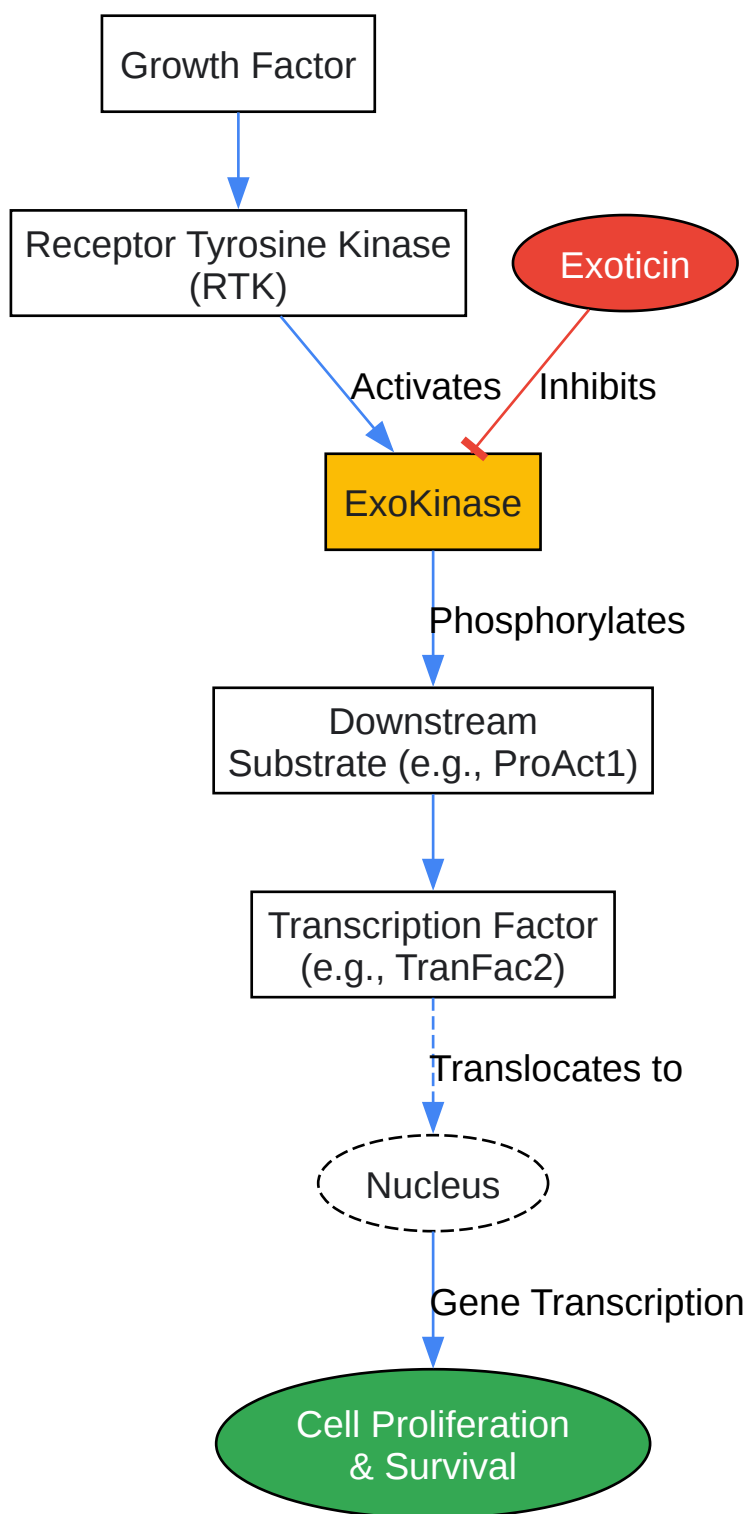 Growth Factor
Receptor Tyrosine Kinase
(RTK)
Exoticin
Activates
Inhibits
ExoKinase
Phosphorylates
Downstream
Substrate (e.g., ProAct1)
Transcription Factor
(e.g., TranFac2)
Translocates to
Nucleus
Gene Transcription
Cell Proliferation
& Survival